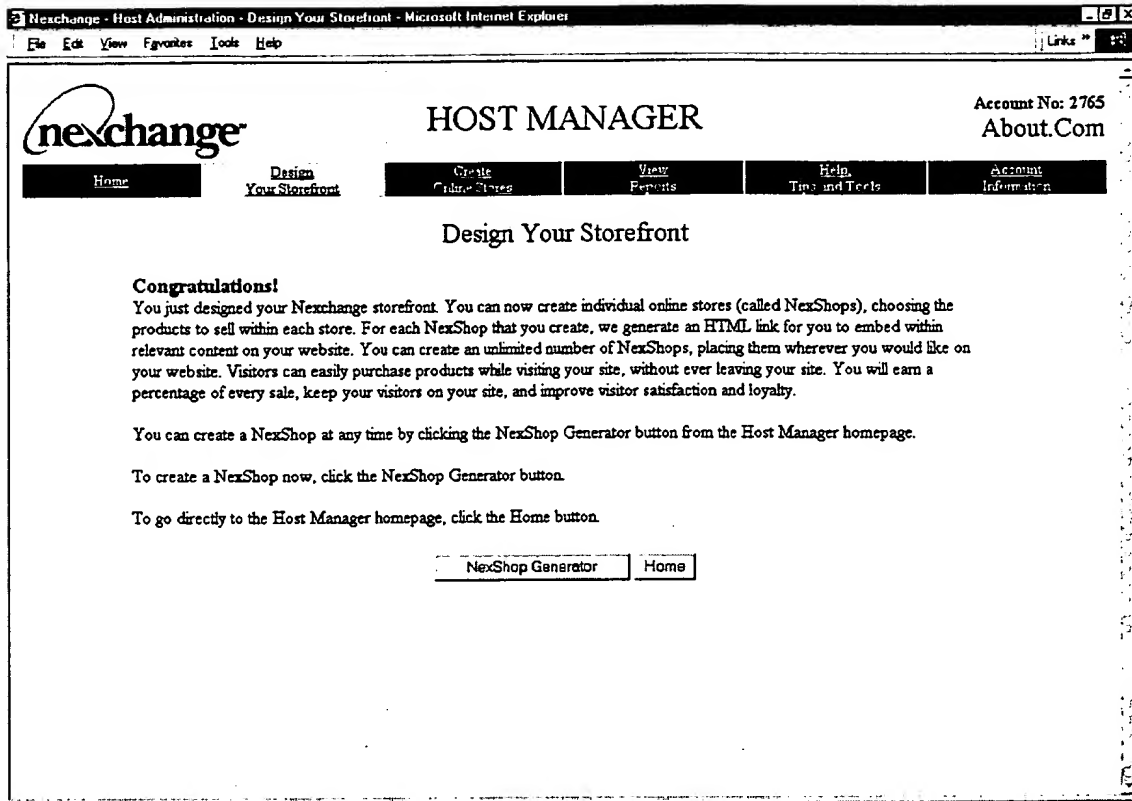 Nexchange - Host Administration - Design Your Storefront - Microsoft Internet Explorer
File Edit View Favorites Tools Help Links »
nexchange HOST MANAGER Account No: 2765
About.Com
Home Design Your Storefront Create Online Stores View Reports Help, Tips and Tools Account Information
Design Your Storefront
Congratulations!
You just designed your Nexchange storefront. You can now create individual online stores (called NexShops), choosing the
products to sell within each store. For each NexShop that you create, we generate an HTML link for you to embed within
relevant content on your website. You can create an unlimited number of NexShops, placing them wherever you would like on
your website. Visitors can easily purchase products while visiting your site, without ever leaving your site. You will earn a
percentage of every sale, keep your visitors on your site, and improve visitor satisfaction and loyalty.
You can create a NexShop at any time by clicking the NexShop Generator button from the Host Manager homepage.
To create a NexShop now, click the NexShop Generator button.
To go directly to the Host Manager homepage, click the Home button.
NexShop Generator Home